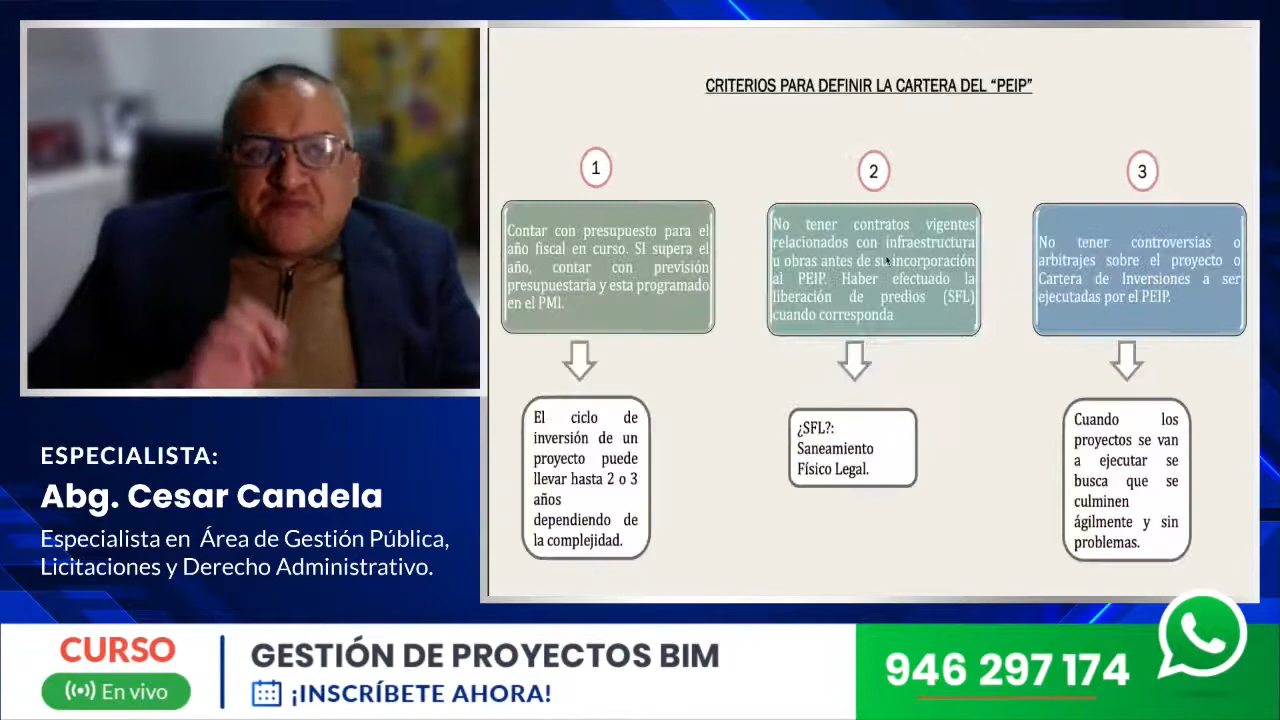 CRITERIOS PARA DEFINIR LA CARTERA DEL “PEIP”
1
Contar con presupuesto para el
año fiscal en curso. SI supera el
año, contar con previsión
presupuestaria y esta programado
en el PMI.
El ciclo de
inversión de un
proyecto puede
llevar hasta 2 o 3
años
dependiendo de
la complejidad.
2
No tener contratos vigentes
relacionados con infraestructura
u obras antes de su incorporación
al PEIP. Haber efectuado la
liberación de predios (SFL)
cuando corresponda
¿SFL?:
Saneamiento
Físico Legal.
3
No tener controversias o
arbitrajes sobre el proyecto o
Cartera de Inversiones a ser
ejecutadas por el PEIP.
Cuando los
proyectos se van
a ejecutar se
busca que se
culminen
ágilmente y sin
problemas.
ESPECIALISTA:
Abg. Cesar Candela
Especialista en Área de Gestión Pública,
Licitaciones y Derecho Administrativo.
CURSO
En vivo
GESTIÓN DE PROYECTOS BIM
¡INSCRÍBETE AHORA!
946 297 174